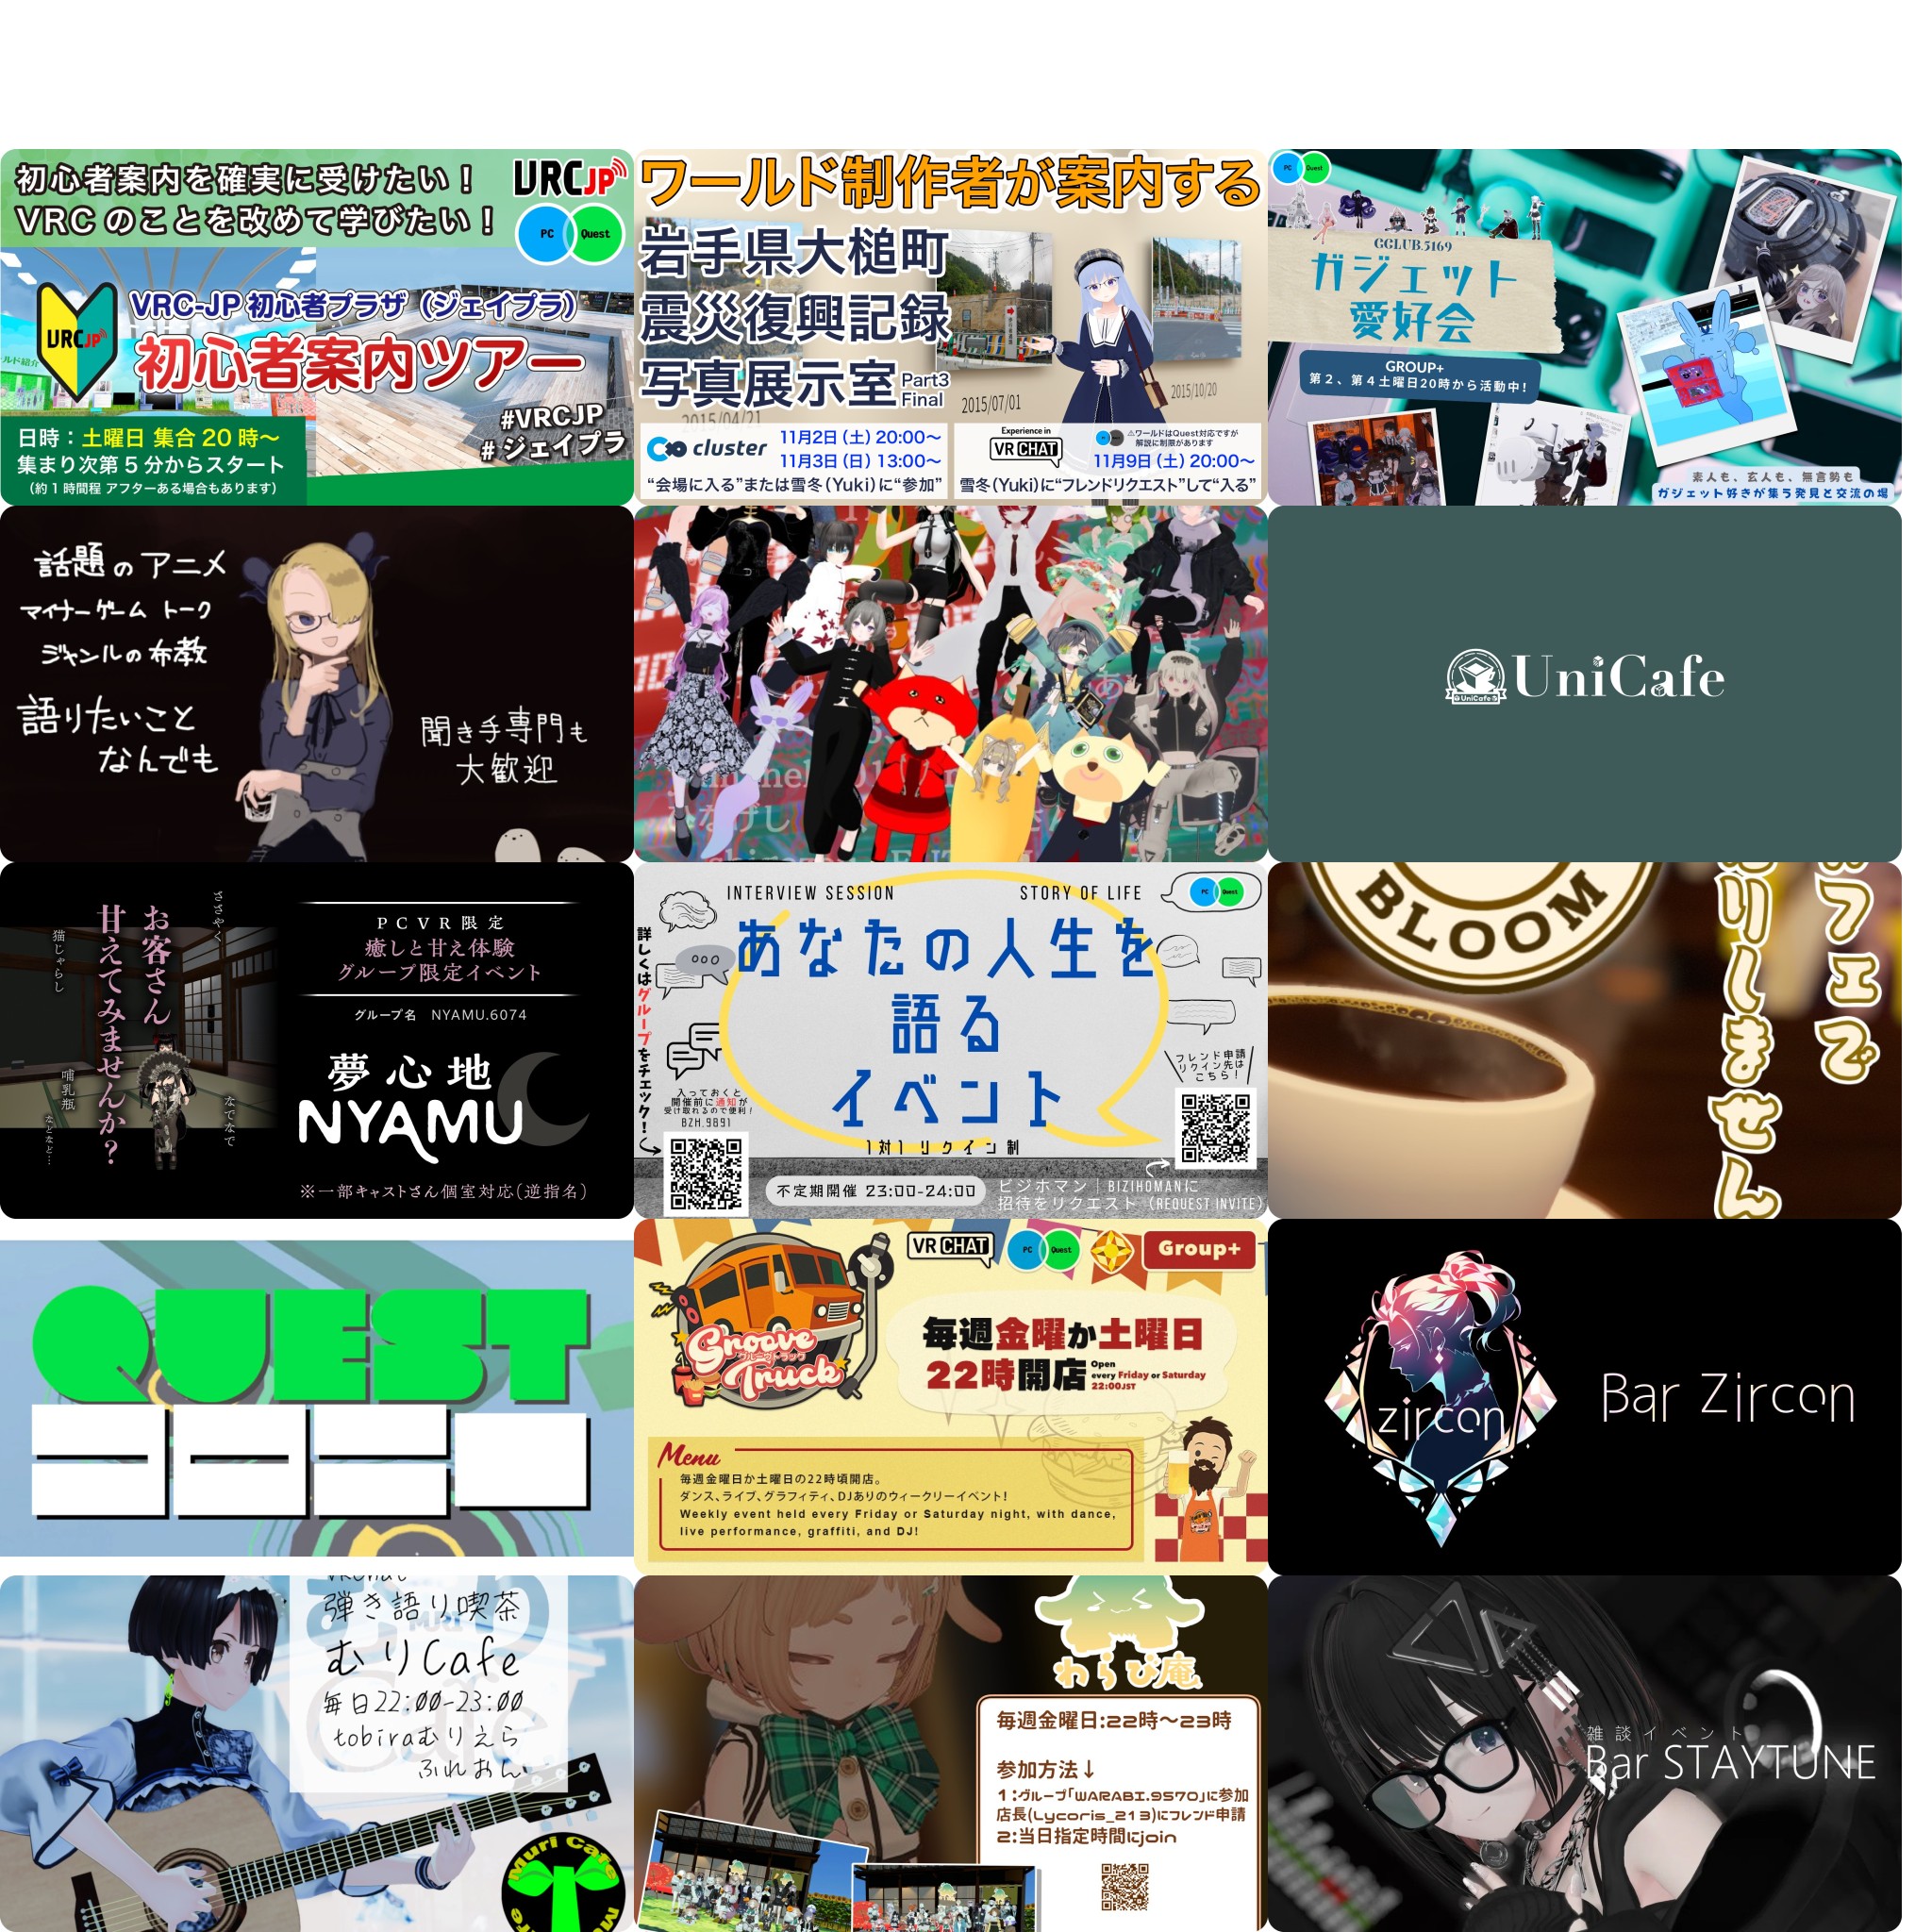 初心者案内を確実に受けたい！
VRC のことを改めて学びたい！
VRCJP
PC Quest
VRC-JP 初心者プラザ（ジェイプラ）
VRCJP
初心者案内ツアー
#VRCJP
#ジェイプラ
日時：土曜日 集合 20 時～
集まり次第 5 分からスタート
（約 1 時間程 アフターある場合もあります）
ワールド制作者が案内する
岩手県大槌町
震災復興記録
写真展示室 Part3 Final
2015/04/21
2015/07/01
2015/10/20
cluster
11月2日（土）20:00～
11月3日（日）13:00～
“会場に入る”または雪冬（Yuki）に“参加”
Experience in
VRCHAT
⚠ワールドはQuest対応ですが
解説に制限があります
11月9日（土）20:00～
雪冬（Yuki）に“フレンドリクエスト”して“入る”
PC Quest
GGLUB.5169
ガジェット
愛好会
GROUP+
第２、第４土曜日20時から活動中！
素人も、玄人も、無言勢も
ガジェット好きが集う発見と交流の場
話題のアニメ
マイナーゲーム トーク
ジャンルの布教
語りたいこと
なんでも
聞き手専門も
大歓迎
UniCafe
UniCafe
お客さん
甘えてみませんか？
ささやく
猫じゃらし
哺乳瓶
なでなで
などなど…
PCVR限定
癒しと甘え体験
グループ限定イベント
グループ名 NYAMU.6074
夢心地
NYAMU
※一部キャストさん個室対応（逆指名）
INTERVIEW SESSION
STORY OF LIFE
PC Quest
あなたの人生を
語る
イベント
1対1リクイン制
詳しくはグループをチェック！
入っておくと
開催前に通知が
受け取れるので便利！
BZH.9891
フレンド申請
リクイン先は
こちら！
不定期開催 23:00-24:00
ビジホマン | BIZIHOMANに
招待をリクエスト（REQUEST INVITE）
BLOOM
フェで
りしません
QUEST
VRCHAT
PC Quest
Group+
Groove
グルーヴトラック
Truck
毎週金曜か土曜日
22時開店
Open
every Friday or Saturday
22:00JST
Menu
毎週金曜日か土曜日の22時頃開店。
ダンス、ライブ、グラフィティ、DJありのウィークリーイベント！
Weekly event held every Friday or Saturday night, with dance,
live performance, graffiti, and DJ!
zircon
Bar Zircon
VRChat
弾き語り喫茶
むりCafe
毎日22:00-23:00
tobiraむりえら
ふれおん
Muri Cafe
わらび庵
毎週金曜日:22時～23時
参加方法↓
1:グループ「WARABI.9570」に参加
店長(Lycoris_213)にフレンド申請
2:当日指定時間にjoin
雑談イベント
Bar STAYTUNE